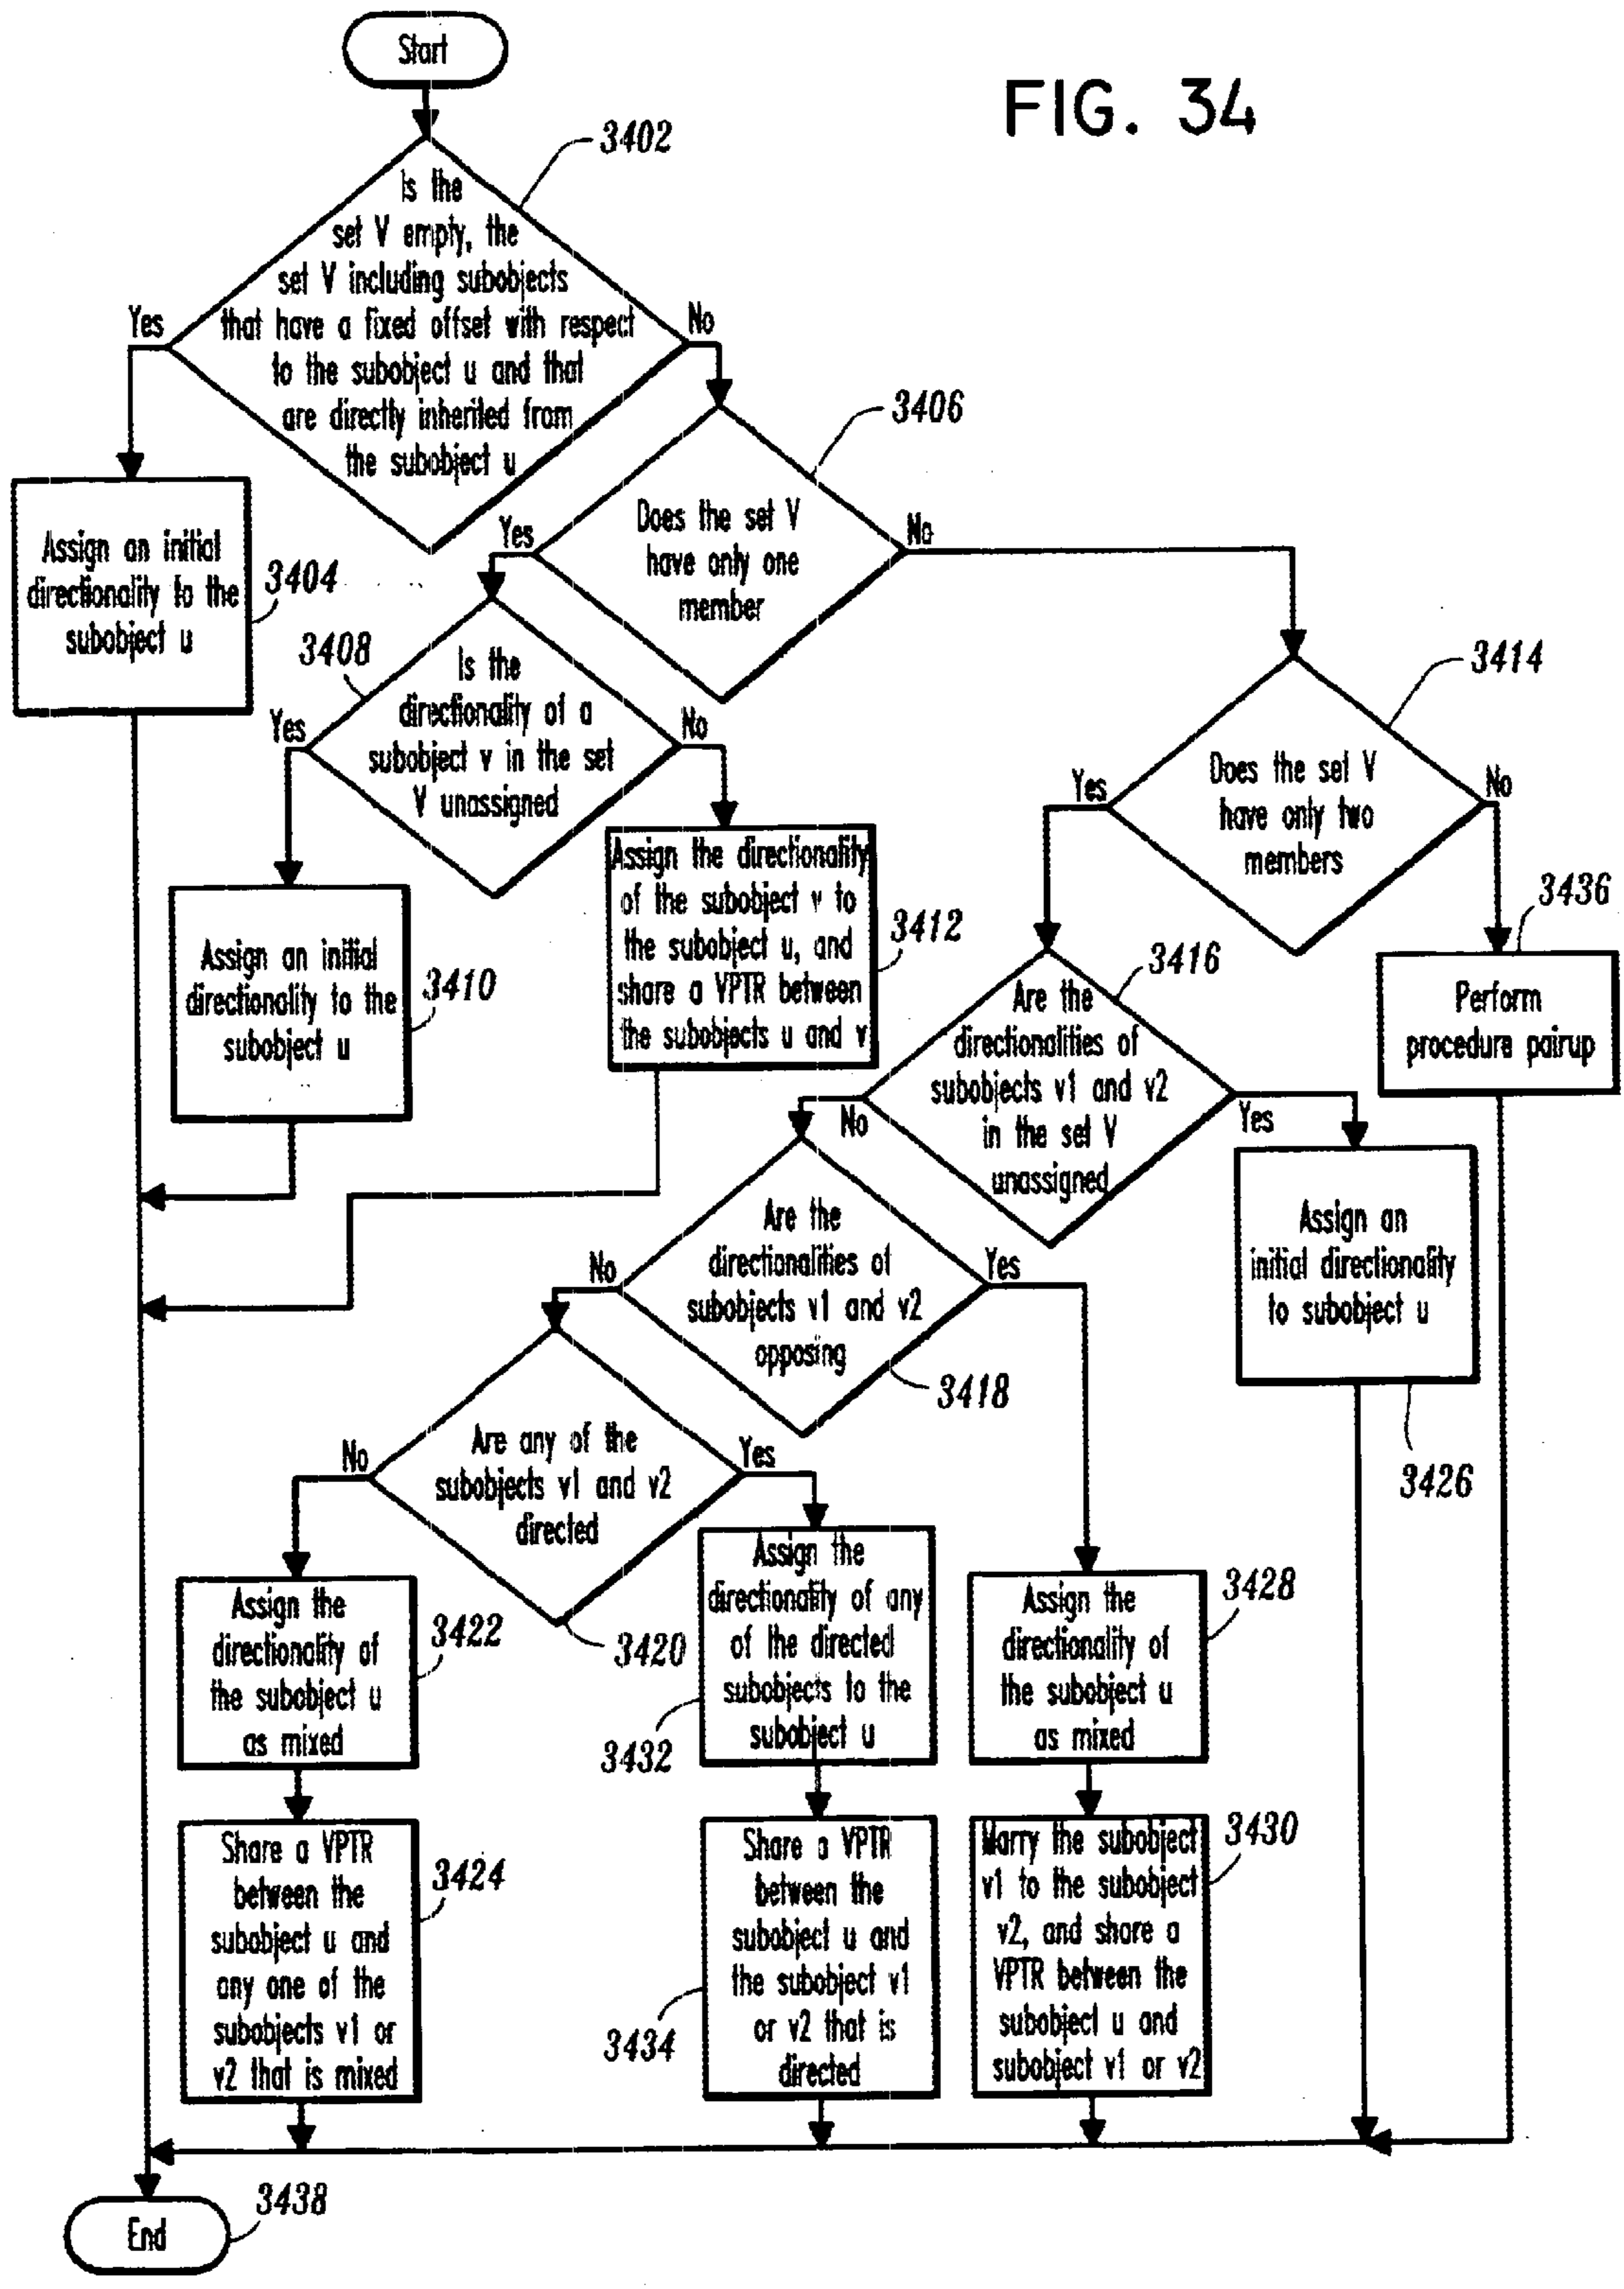 Start
FIG. 34
3402
Is the
set V empty, the
set V including subobjects
that have a fixed offset with respect
to the subobject u and that
are directly inherited from
the subobject u
Yes
No
Assign an initial
directionality to the
subobject u
3404
3406
Does the set V
have only one
member
Yes
No
3408
Is the
directionality of a
subobject v in the set
V unassigned
Yes
No
Assign an initial
directionality to the
subobject u
3410
Assign the directionality
of the subobject v to
the subobject u, and
share a VPTR between
the subobjects u and v
3412
3414
Does the set V
have only two
members
Yes
No
3436
Perform
procedure pairup
3416
Are the
directionalities of
subobjects v1 and v2
in the set V
unassigned
No
Yes
Assign an
initial directionality
to subobject u
3426
Are the
directionalities of
subobjects v1 and v2
opposing
No
Yes
3418
Are any of the
subobjects v1 and v2
directed
No
Yes
3420
Assign the
directionality of
the subobject u
as mixed
3422
Assign the
directionality of any
of the directed
subobjects to the
subobject u
3432
Assign the
directionality of
the subobject u
as mixed
3428
Share a VPTR
between the
subobject u and
any one of the
subobjects v1 or
v2 that is mixed
3424
Share a VPTR
between the
subobject u and
the subobject v1
or v2 that is
directed
3434
Marry the subobject
v1 to the subobject
v2, and share a
VPTR between the
subobject u and
subobject v1 or v2
3430
End
3438